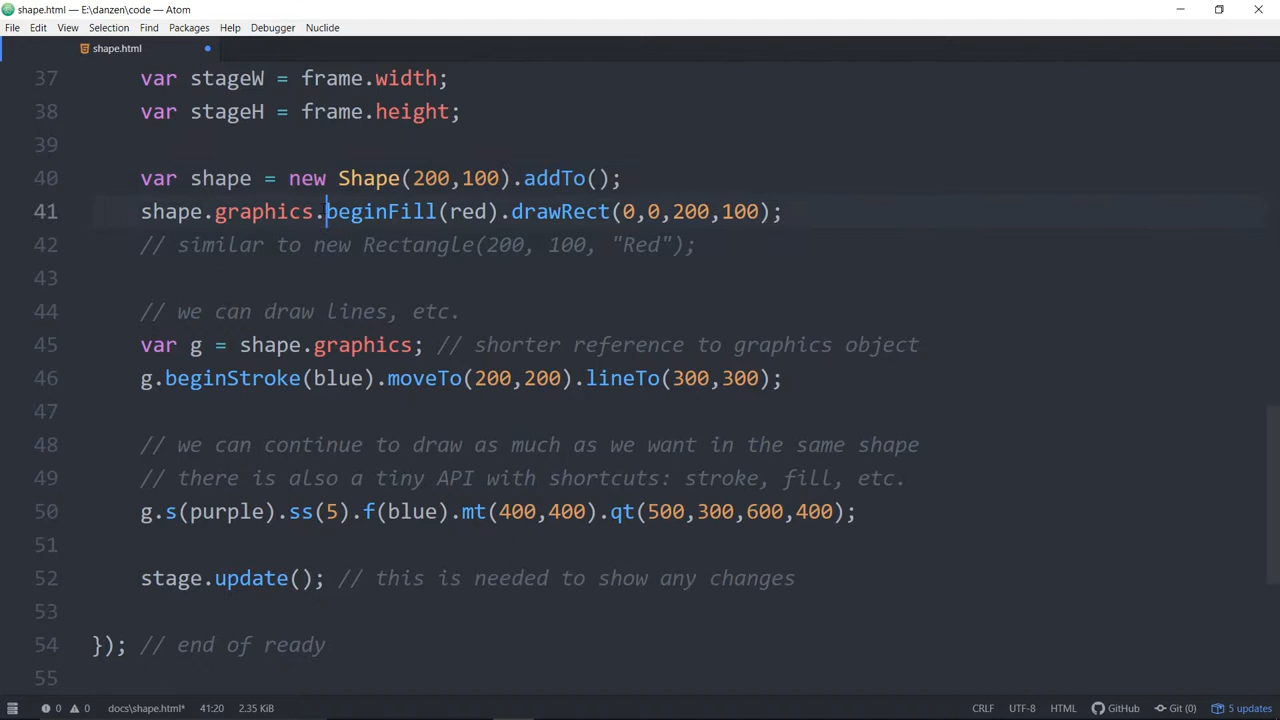 shape.html — E:\danzen\code — Atom
File Edit View Selection Find Packages Help Debugger Nuclide
shape.html
37 var stageW = frame.width;
38 var stageH = frame.height;
39
40 var shape = new Shape(200,100).addTo();
41 shape.graphics.beginFill(red).drawRect(0,0,200,100);
42 // similar to new Rectangle(200, 100, "Red");
43
44 // we can draw lines, etc.
45 var g = shape.graphics; // shorter reference to graphics object
46 g.beginStroke(blue).moveTo(200,200).lineTo(300,300);
47
48 // we can continue to draw as much as we want in the same shape
49 // there is also a tiny API with shortcuts: stroke, fill, etc.
50 g.s(purple).ss(5).f(blue).mt(400,400).qt(500,300,600,400);
51
52 stage.update(); // this is needed to show any changes
53
54 }); // end of ready
55
0 0 docs\shape.html* 41:20 2.35 KiB CRLF UTF-8 HTML GitHub Git (0) 5 updates